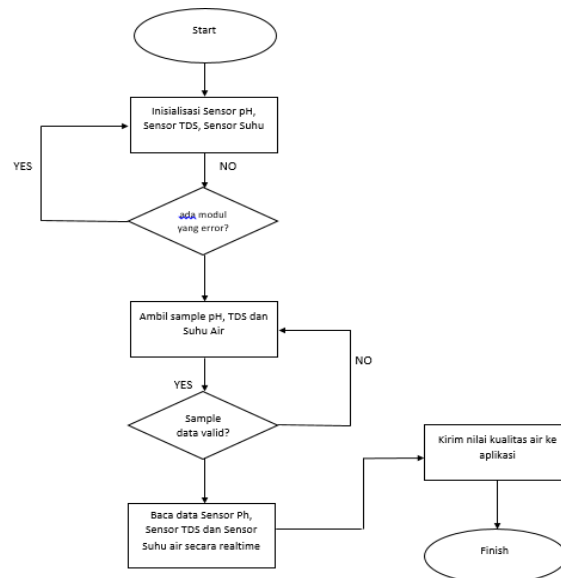 Start
Inisialisasi Sensor pH,
Sensor TDS, Sensor Suhu
YES
NO
ada modul
yang error?
Ambil sample pH, TDS dan
Suhu Air
NO
YES
Sample
data valid?
Kirim nilai kualitas air ke
aplikasi
Baca data Sensor Ph,
Sensor TDS dan Sensor
Suhu air secara realtime
Finish